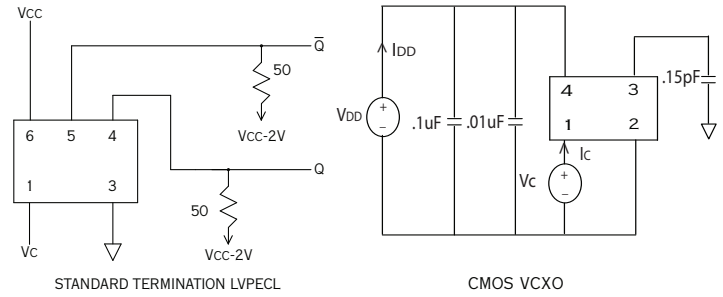 VCC
Q̅
50
VCC-2V
6 5 4
1 3
Q
50
VC
VCC-2V
STANDARD TERMINATION LVPECL
IDD
VDD
+
−
.1uF
.01uF
4 3
1 2
.15pF
IC
VC
+
−
CMOS VCXO